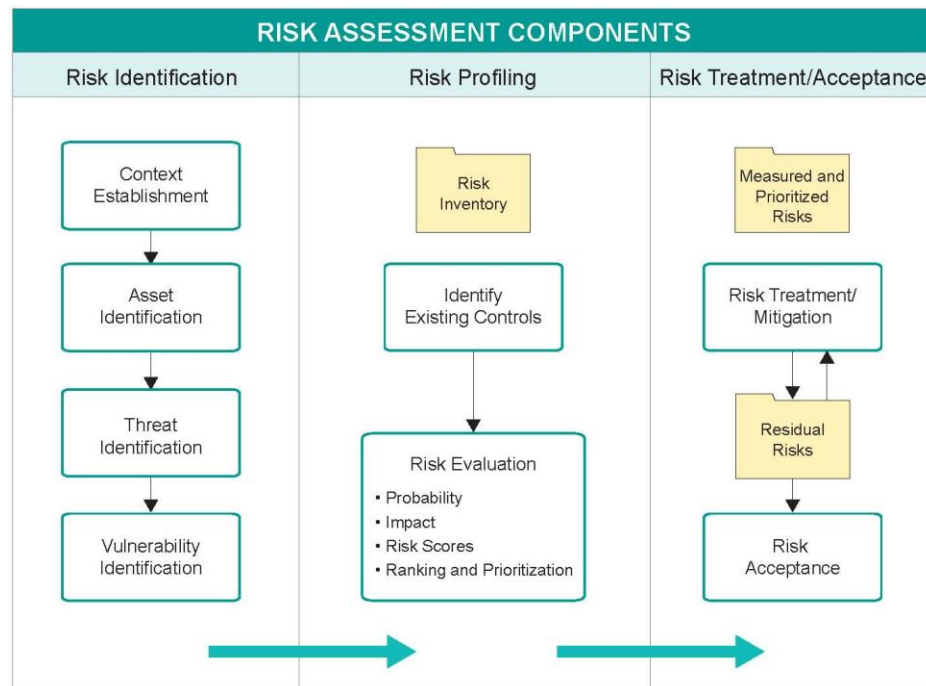 RISK ASSESSMENT COMPONENTS
Risk Identification
Risk Profiling
Risk Treatment/Acceptance
Context
Establishment
Asset
Identification
Threat
Identification
Vulnerability
Identification
Risk
Inventory
Identify
Existing Controls
Risk Evaluation
• Probability
• Impact
• Risk Scores
• Ranking and Prioritization
Measured and
Prioritized
Risks
Risk Treatment/
Mitigation
Residual
Risks
Risk
Acceptance